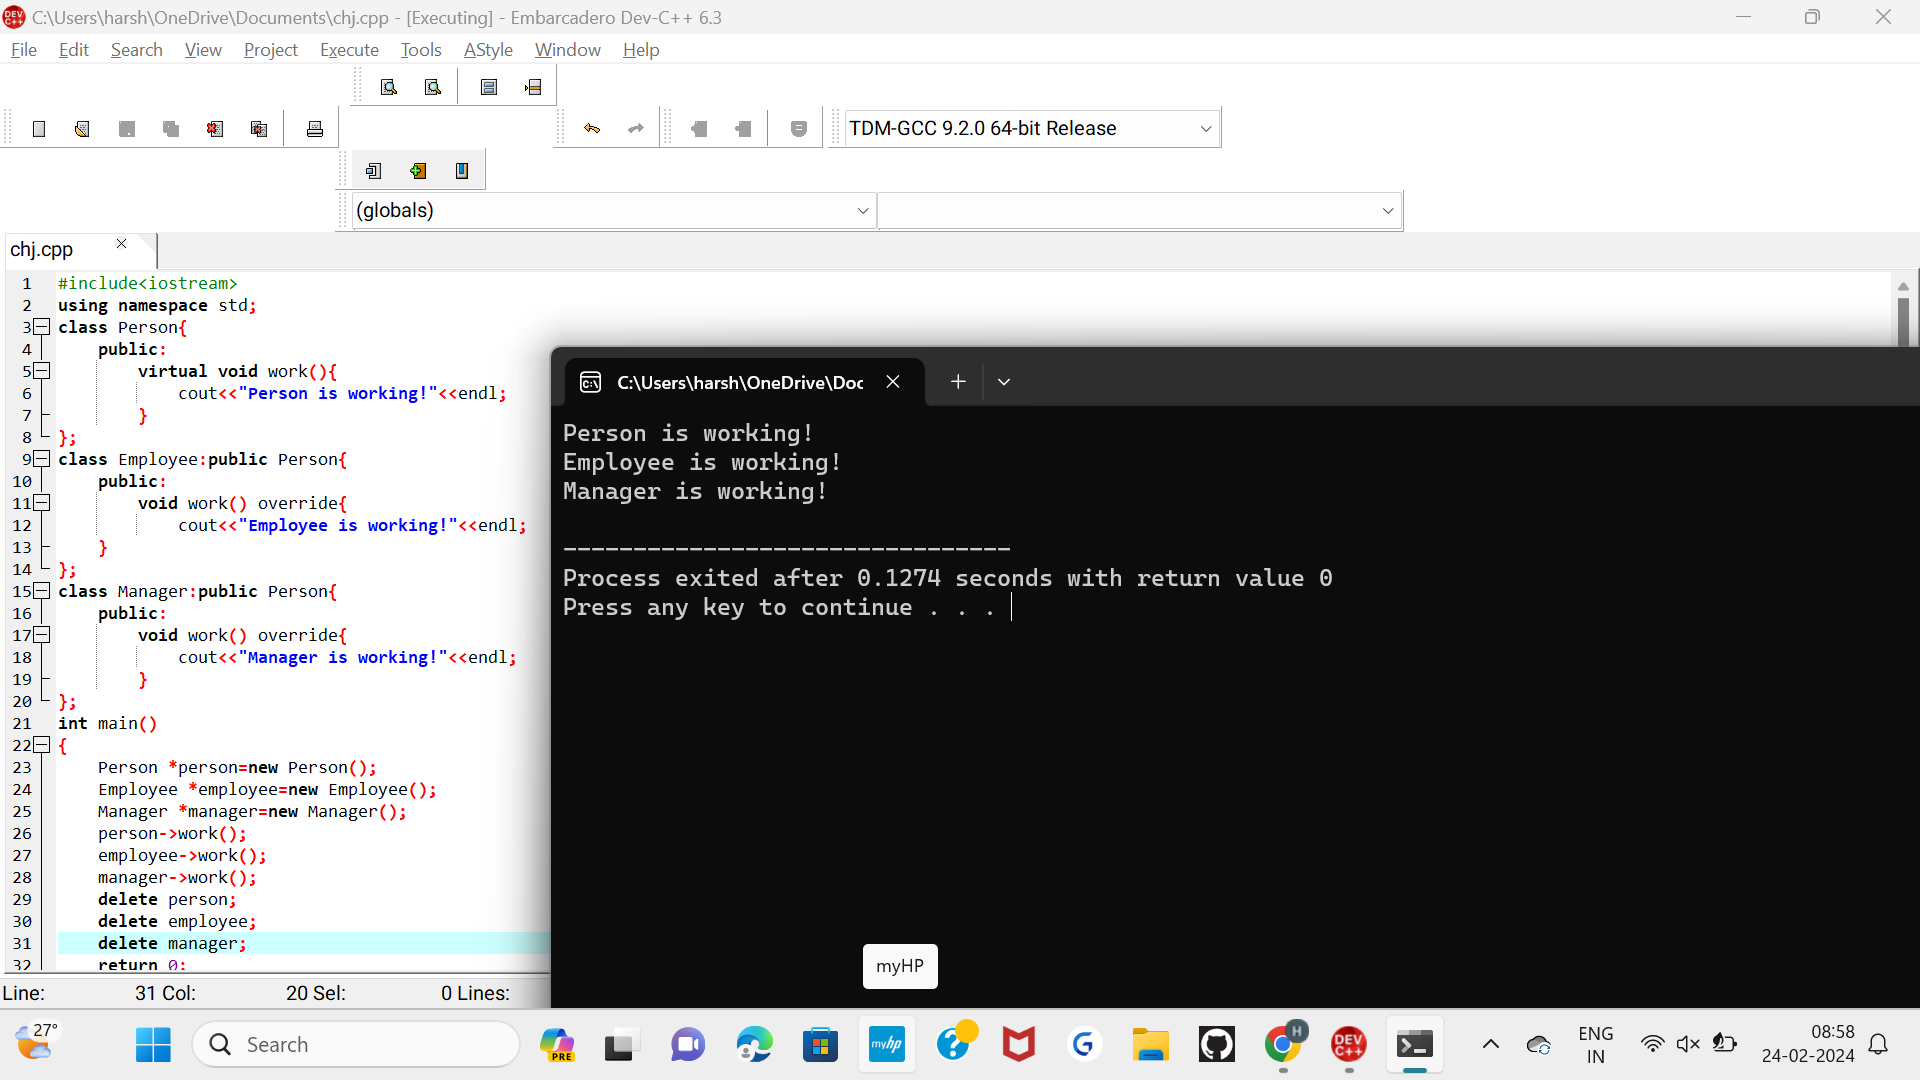 C:\Users\harsh\OneDrive\Documents\chj.cpp - [Executing] - Embarcadero Dev-C++ 6.3
File Edit Search View Project Execute Tools AStyle Window Help
TDM-GCC 9.2.0 64-bit Release
(globals)
chj.cpp
1 #include<iostream>
2 using namespace std;
3 class Person{
4 public:
5 virtual void work(){
6 cout<<"Person is working!"<<endl;
7 }
8 };
9 class Employee:public Person{
10 public:
11 void work() override{
12 cout<<"Employee is working!"<<endl;
13 }
14 };
15 class Manager:public Person{
16 public:
17 void work() override{
18 cout<<"Manager is working!"<<endl;
19 }
20 };
21 int main()
22 {
23 Person *person=new Person();
24 Employee *employee=new Employee();
25 Manager *manager=new Manager();
26 person->work();
27 employee->work();
28 manager->work();
29 delete person;
30 delete employee;
31 delete manager;
32 return 0;
C:\Users\harsh\OneDrive\Doc
Person is working!
Employee is working!
Manager is working!
--------------------------------
Process exited after 0.1274 seconds with return value 0
Press any key to continue . . .
myHP
Line: 31 Col: 20 Sel: 0 Lines:
27°
Search
PRE
myhp
H
DEV C++
ENG
IN
08:58
24-02-2024